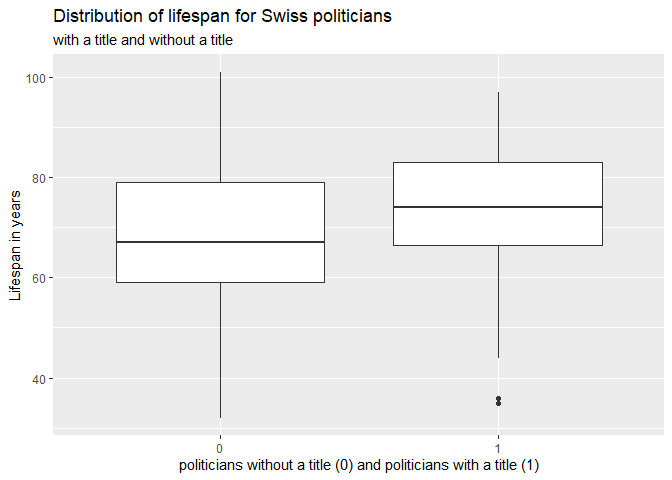 Distribution of lifespan for Swiss politicians
with a title and without a title
Lifespan in years
100
80
60
40
0
1
politicians without a title (0) and politicians with a title (1)